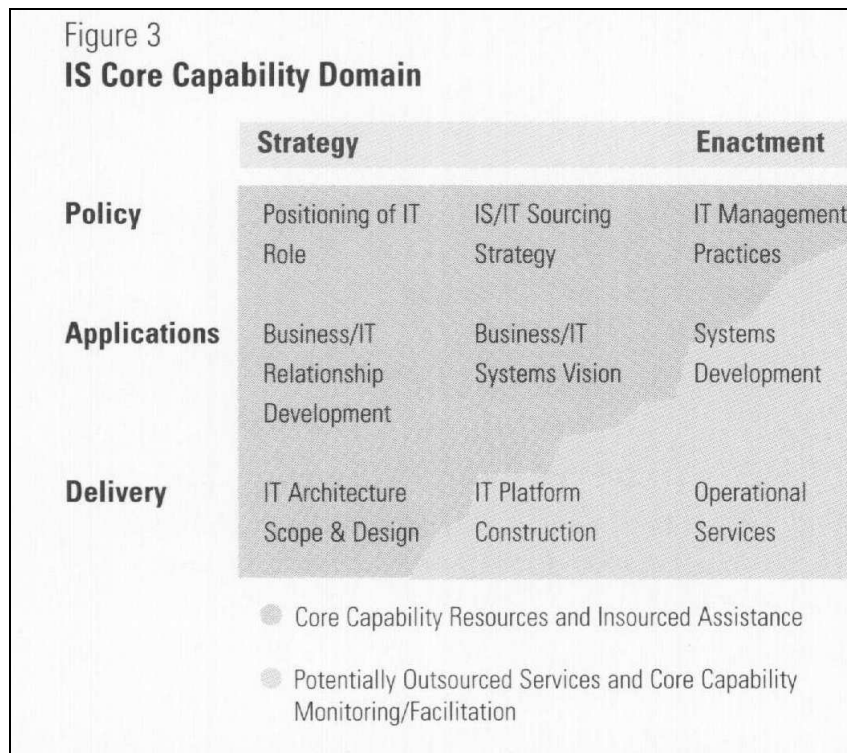 Figure 3
IS Core Capability Domain
Strategy Enactment
Policy Positioning of IT IS/IT Sourcing IT Management
Role Strategy Practices
Applications Business/IT Business/IT Systems
Relationship Systems Vision Development
Development
Delivery IT Architecture IT Platform Operational
Scope & Design Construction Services
Core Capability Resources and Insourced Assistance
Potentially Outsourced Services and Core Capability
Monitoring/Facilitation